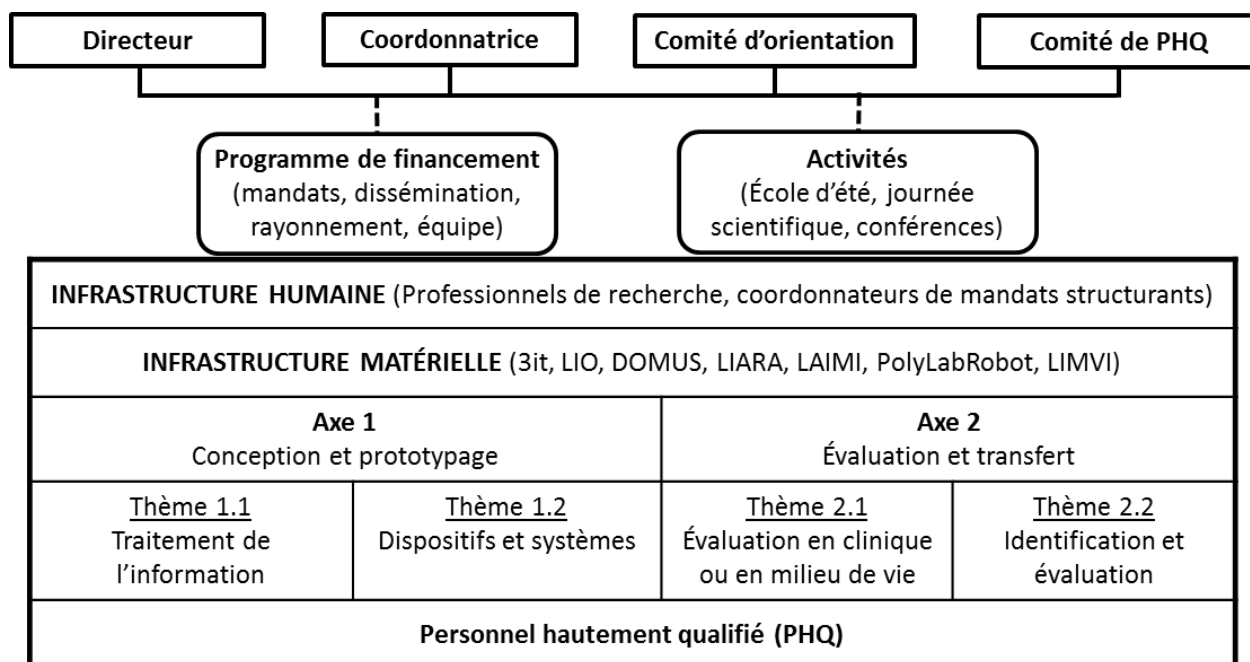 Directeur
Coordonnatrice
Comité d’orientation
Comité de PHQ
Programme de financement
(mandats, dissémination,
rayonnement, équipe)
Activités
(École d’été, journée
scientifique, conférences)
INFRASTRUCTURE HUMAINE (Professionnels de recherche, coordonnateurs de mandats structurants)
INFRASTRUCTURE MATÉRIELLE (3it, LIO, DOMUS, LIARA, LAIMI, PolyLabRobot, LIMVI)
Axe 1
Conception et prototypage
Axe 2
Évaluation et transfert
Thème 1.1
Traitement de
l’information
Thème 1.2
Dispositifs et systèmes
Thème 2.1
Évaluation en clinique
ou en milieu de vie
Thème 2.2
Identification et
évaluation
Personnel hautement qualifié (PHQ)